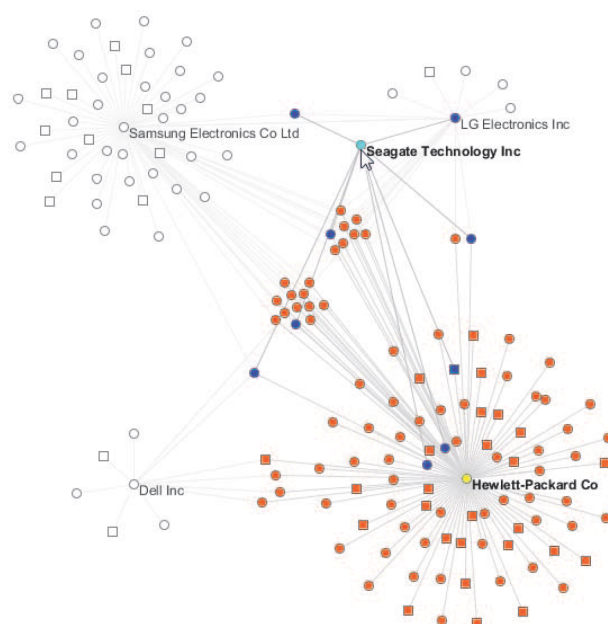 LG Electronics Inc
Samsung Electronics Co Ltd
Seagate Technology Inc
Hewlett-Packard Co
Dell Inc